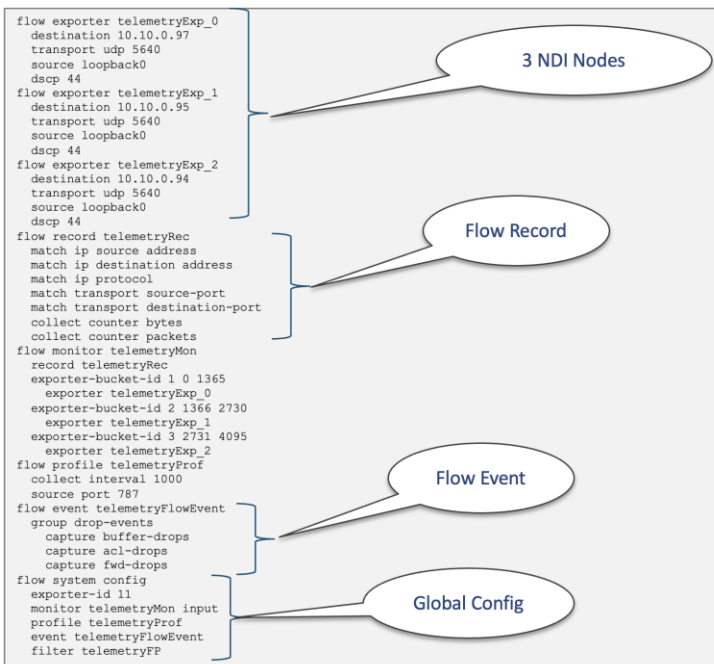 flow exporter telemetryExp_0
destination 10.10.0.97
transport udp 5640
source loopback0
dscp 44
flow exporter telemetryExp_1
destination 10.10.0.95
transport udp 5640
source loopback0
dscp 44
flow exporter telemetryExp_2
destination 10.10.0.94
transport udp 5640
source loopback0
dscp 44
flow record telemetryRec
match ip source address
match ip destination address
match ip protocol
match transport source-port
match transport destination-port
collect counter bytes
collect counter packets
flow monitor telemetryMon
record telemetryRec
exporter-bucket-id 1 0 1365
exporter telemetryExp_0
exporter-bucket-id 2 1366 2730
exporter telemetryExp_1
exporter-bucket-id 3 2731 4095
exporter telemetryExp_2
flow profile telemetryProf
collect interval 1000
source port 787
flow event telemetryFlowEvent
group drop-events
capture buffer-drops
capture acl-drops
capture fwd-drops
flow system config
exporter-id 11
monitor telemetryMon input
profile telemetryProf
event telemetryFlowEvent
filter telemetryFP
3 NDI Nodes
Flow Record
Flow Event
Global Config